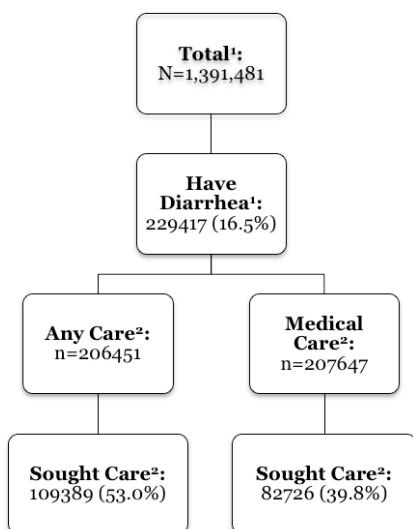 Total¹:
N=1,391,481
Have
Diarrhea¹:
229417 (16.5%)
Any Care²:
n=206451
Medical
Care²:
n=207647
Sought Care²:
109389 (53.0%)
Sought Care²:
82726 (39.8%)